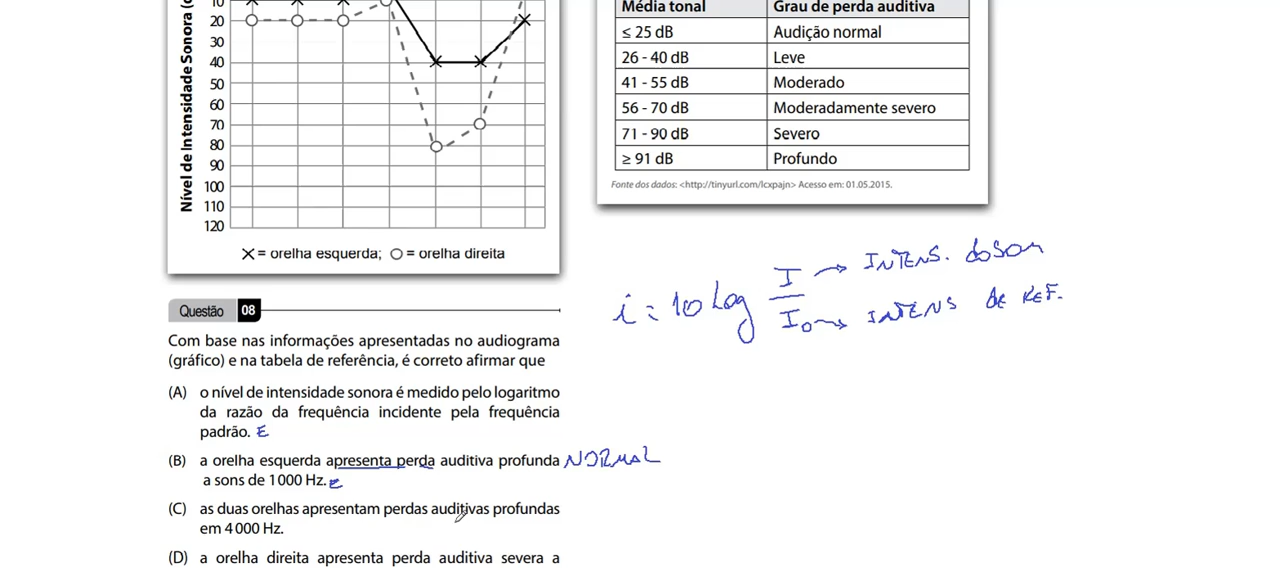 10
20
30
40
50
60
70
80
90
100
110
120
Nível de Intensidade Sonora (
X = orelha esquerda; O = orelha direita
Média tonal Grau de perda auditiva
≤ 25 dB Audição normal
26 - 40 dB Leve
41 - 55 dB Moderado
56 - 70 dB Moderadamente severo
71 - 90 dB Severo
≥ 91 dB Profundo
Fonte dos dados: <http://tinyurl.com/lcxpajn> Acesso em: 01.05.2015.
i = 10 Log I/I₀
I → INTENS. do som
I₀ → INTENS DE REF.
Questão 08
Com base nas informações apresentadas no audiograma
(gráfico) e na tabela de referência, é correto afirmar que
(A) o nível de intensidade sonora é medido pelo logaritmo
da razão da frequência incidente pela frequência
padrão. E
(B) a orelha esquerda apresenta perda auditiva profunda NORMAL
a sons de 1 000 Hz. E
(C) as duas orelhas apresentam perdas auditivas profundas
em 4 000 Hz.
(D) a orelha direita apresenta perda auditiva severa a